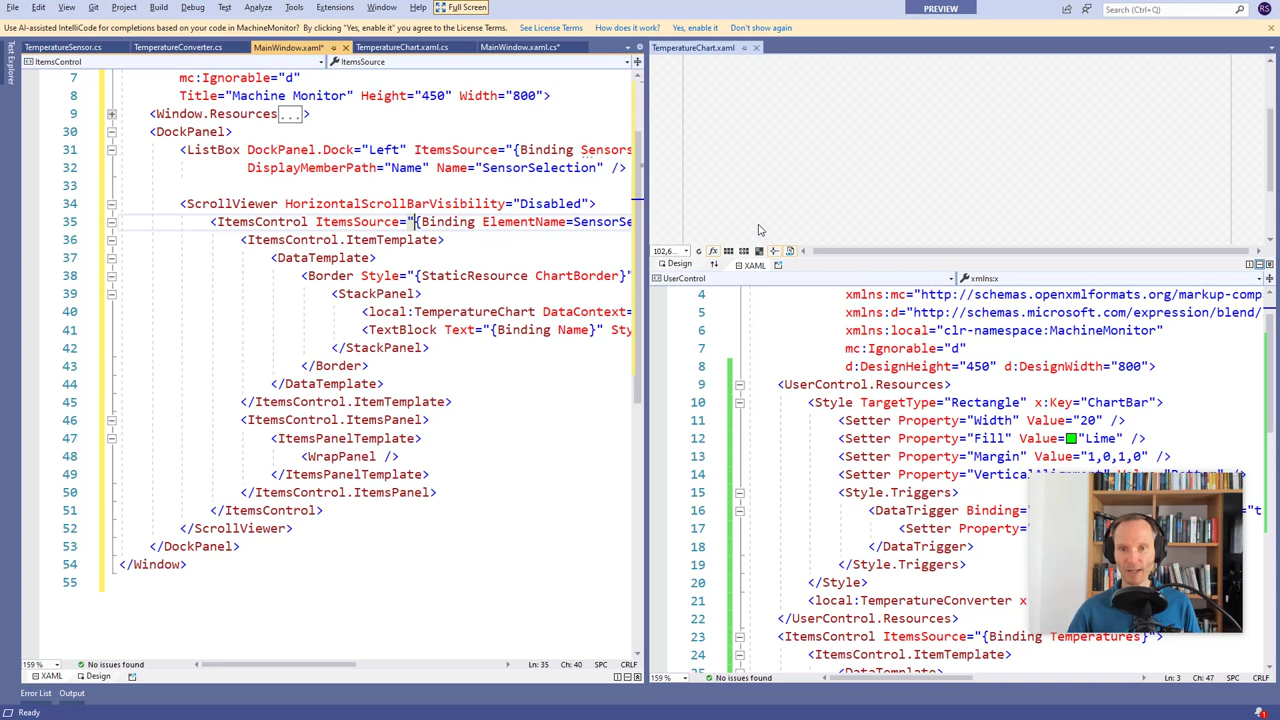 File Edit View Git Project Build Debug Test Analyze Tools Extensions Window Help Full Screen PREVIEW Search (Ctrl+Q) RS
Use AI-assisted IntelliCode for completions based on your code in MachineMonitor? By clicking "Yes, enable it" you agree to the License Terms. See License Terms How does it work? Yes, enable it Don't show again
Test Explorer
TemperatureSensor.cs TemperatureConverter.cs MainWindow.xaml* TemperatureChart.xaml.cs MainWindow.xaml.cs*
ItemsControl ItemsSource
7 mc:Ignorable="d"
8 Title="Machine Monitor" Height="450" Width="800">
9 <Window.Resources...>
30 <DockPanel>
31 <ListBox DockPanel.Dock="Left" ItemsSource="{Binding Sensors
32 DisplayMemberPath="Name" Name="SensorSelection" />
33
34 <ScrollViewer HorizontalScrollBarVisibility="Disabled">
35 <ItemsControl ItemsSource="{Binding ElementName=SensorSe
36 <ItemsControl.ItemTemplate>
37 <DataTemplate>
38 <Border Style="{StaticResource ChartBorder}"
39 <StackPanel>
40 <local:TemperatureChart DataContext=
41 <TextBlock Text="{Binding Name}" Sty
42 </StackPanel>
43 </Border>
44 </DataTemplate>
45 </ItemsControl.ItemTemplate>
46 <ItemsControl.ItemsPanel>
47 <ItemsPanelTemplate>
48 <WrapPanel />
49 </ItemsPanelTemplate>
50 </ItemsControl.ItemsPanel>
51 </ItemsControl>
52 </ScrollViewer>
53 </DockPanel>
54 </Window>
55
159 % No issues found Ln: 35 Ch: 40 SPC CRLF
XAML Design
TemperatureChart.xaml
102,6...
Design XAML
UserControl xmlns:x
4 xmlns:mc="http://schemas.openxmlformats.org/markup-comp
5 xmlns:d="http://schemas.microsoft.com/expression/blend/
6 xmlns:local="clr-namespace:MachineMonitor"
7 mc:Ignorable="d"
8 d:DesignHeight="450" d:DesignWidth="800">
9 <UserControl.Resources>
10 <Style TargetType="Rectangle" x:Key="ChartBar">
11 <Setter Property="Width" Value="20" />
12 <Setter Property="Fill" Value="Lime" />
13 <Setter Property="Margin" Value="1,0,1,0" />
14 <Setter Property="VerticalAlignment"
15 <Style.Triggers>
16 <DataTrigger Binding=
17 <Setter Property="
18 </DataTrigger>
19 </Style.Triggers>
20 </Style>
21 <local:TemperatureConverter x
22 </UserControl.Resources>
23 <ItemsControl ItemsSource="{Binding Temperatures}">
24 <ItemsControl.ItemTemplate>
159 % No issues found Ln: 3 Ch: 47 SPC CRLF
Error List Output
Ready 1